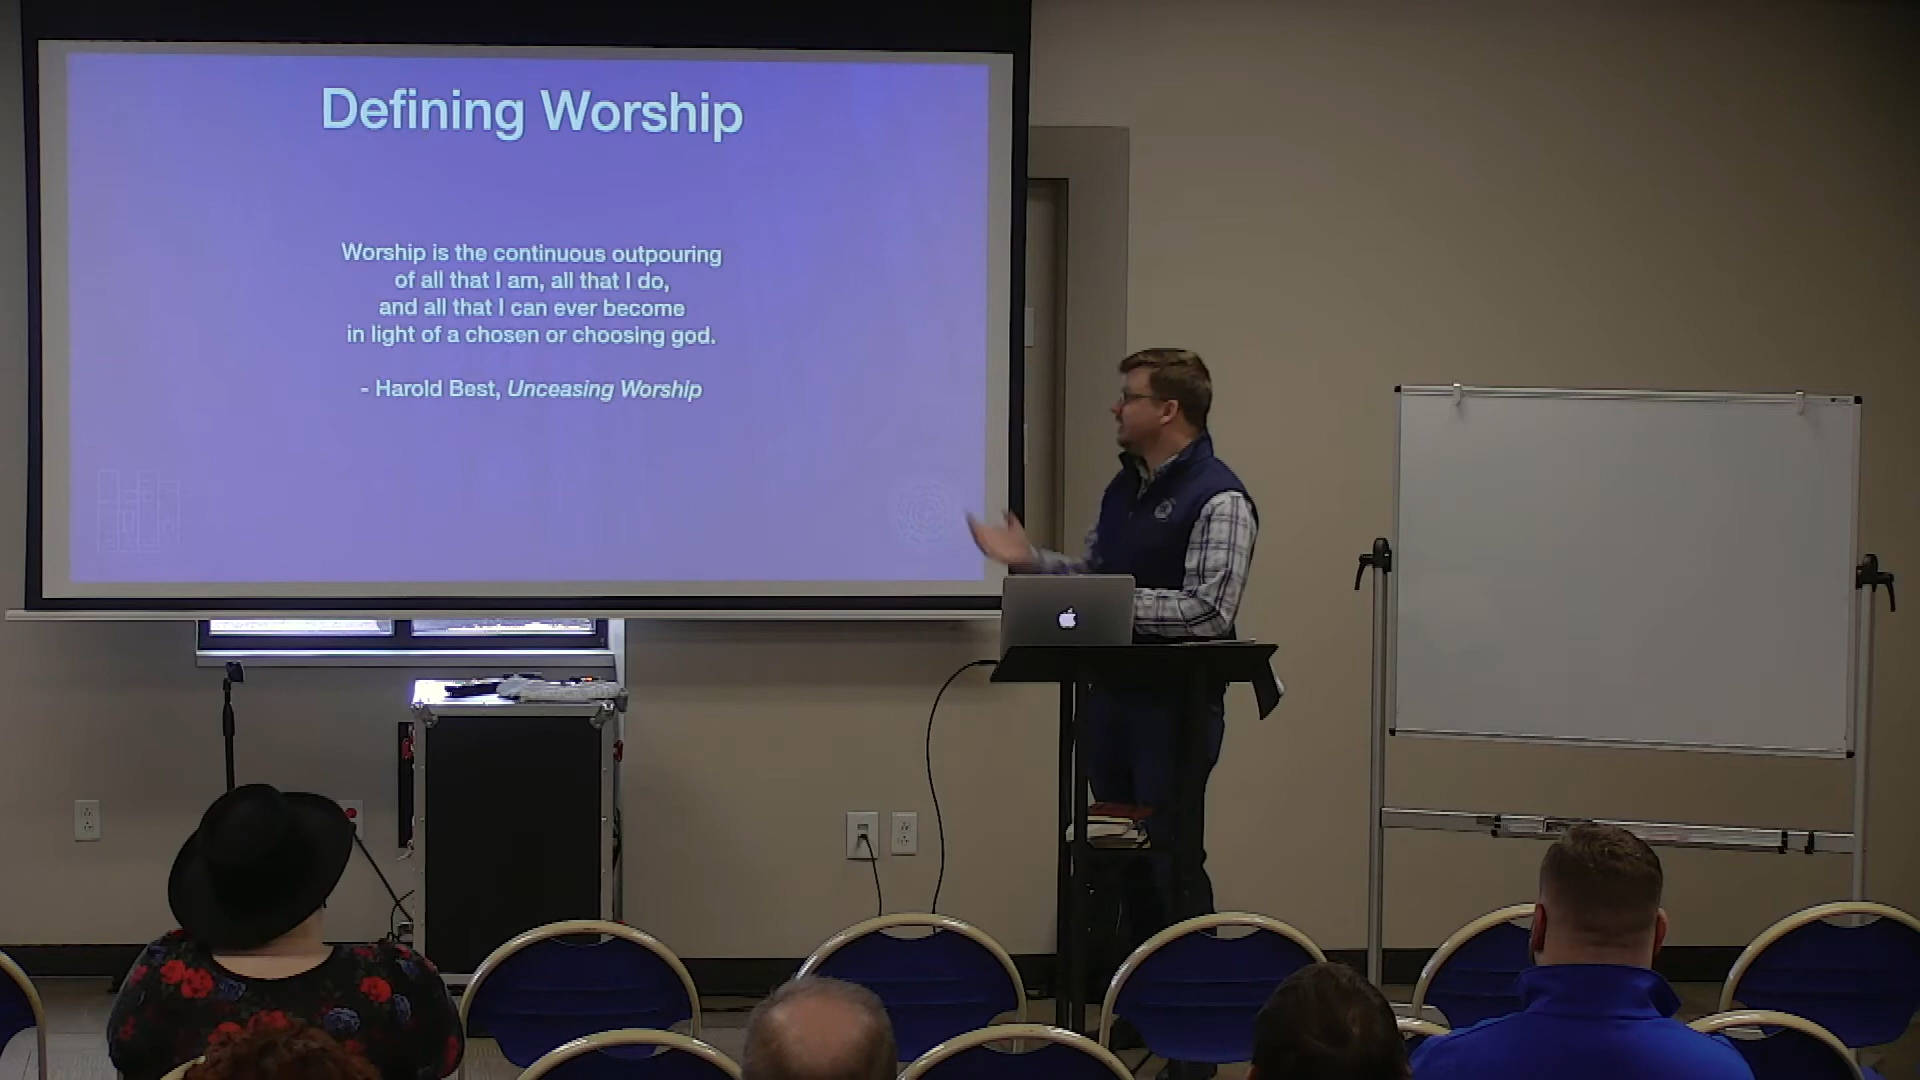 Defining Worship
Worship is the continuous outpouring
of all that I am, all that I do,
and all that I can ever become
in light of a chosen or choosing god.
- Harold Best, Unceasing Worship